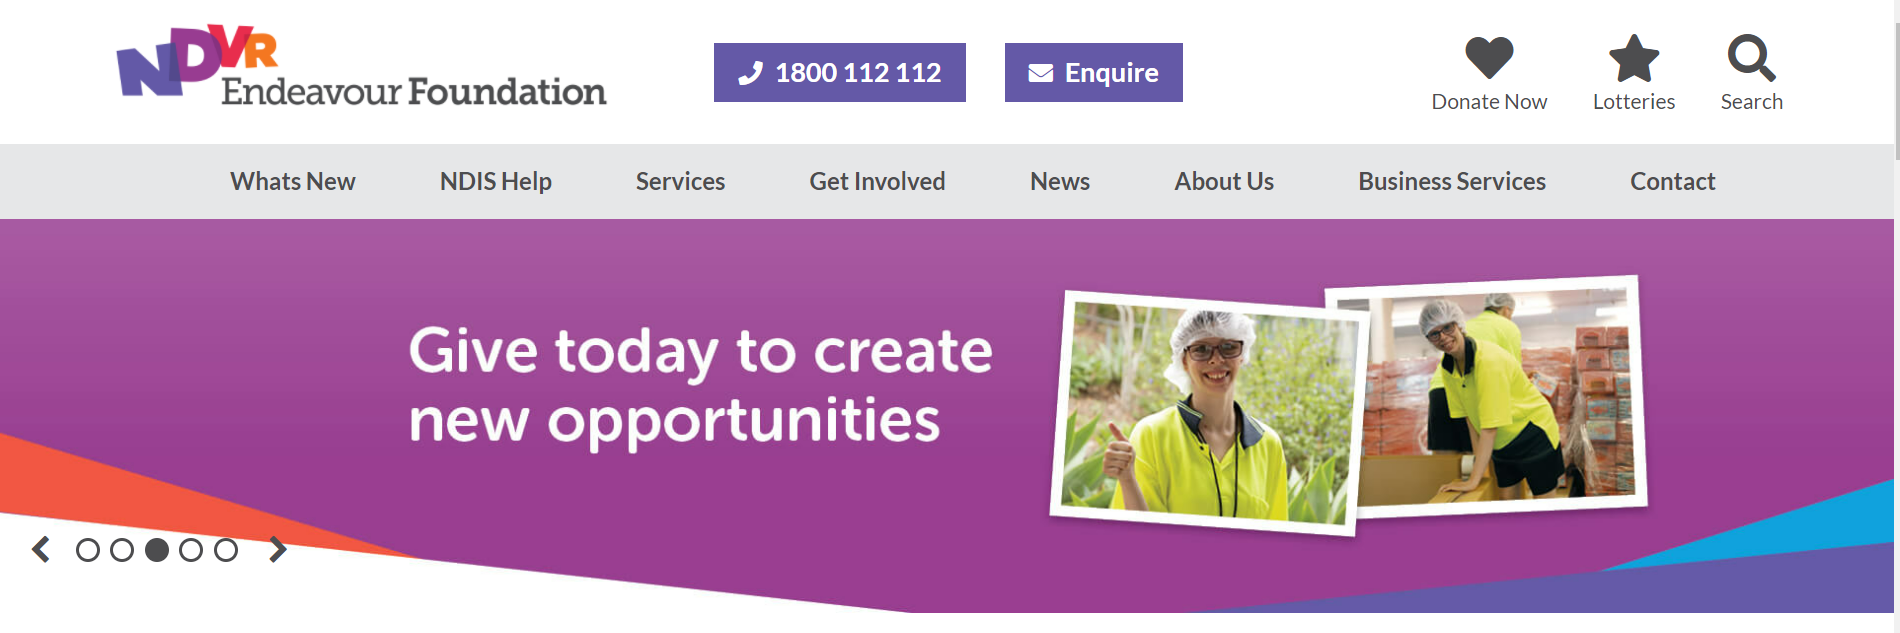 NDVR
Endeavour Foundation
1800 112 112
Enquire
Donate Now
Lotteries
Search
Whats New
NDIS Help
Services
Get Involved
News
About Us
Business Services
Contact
Give today to create
new opportunities